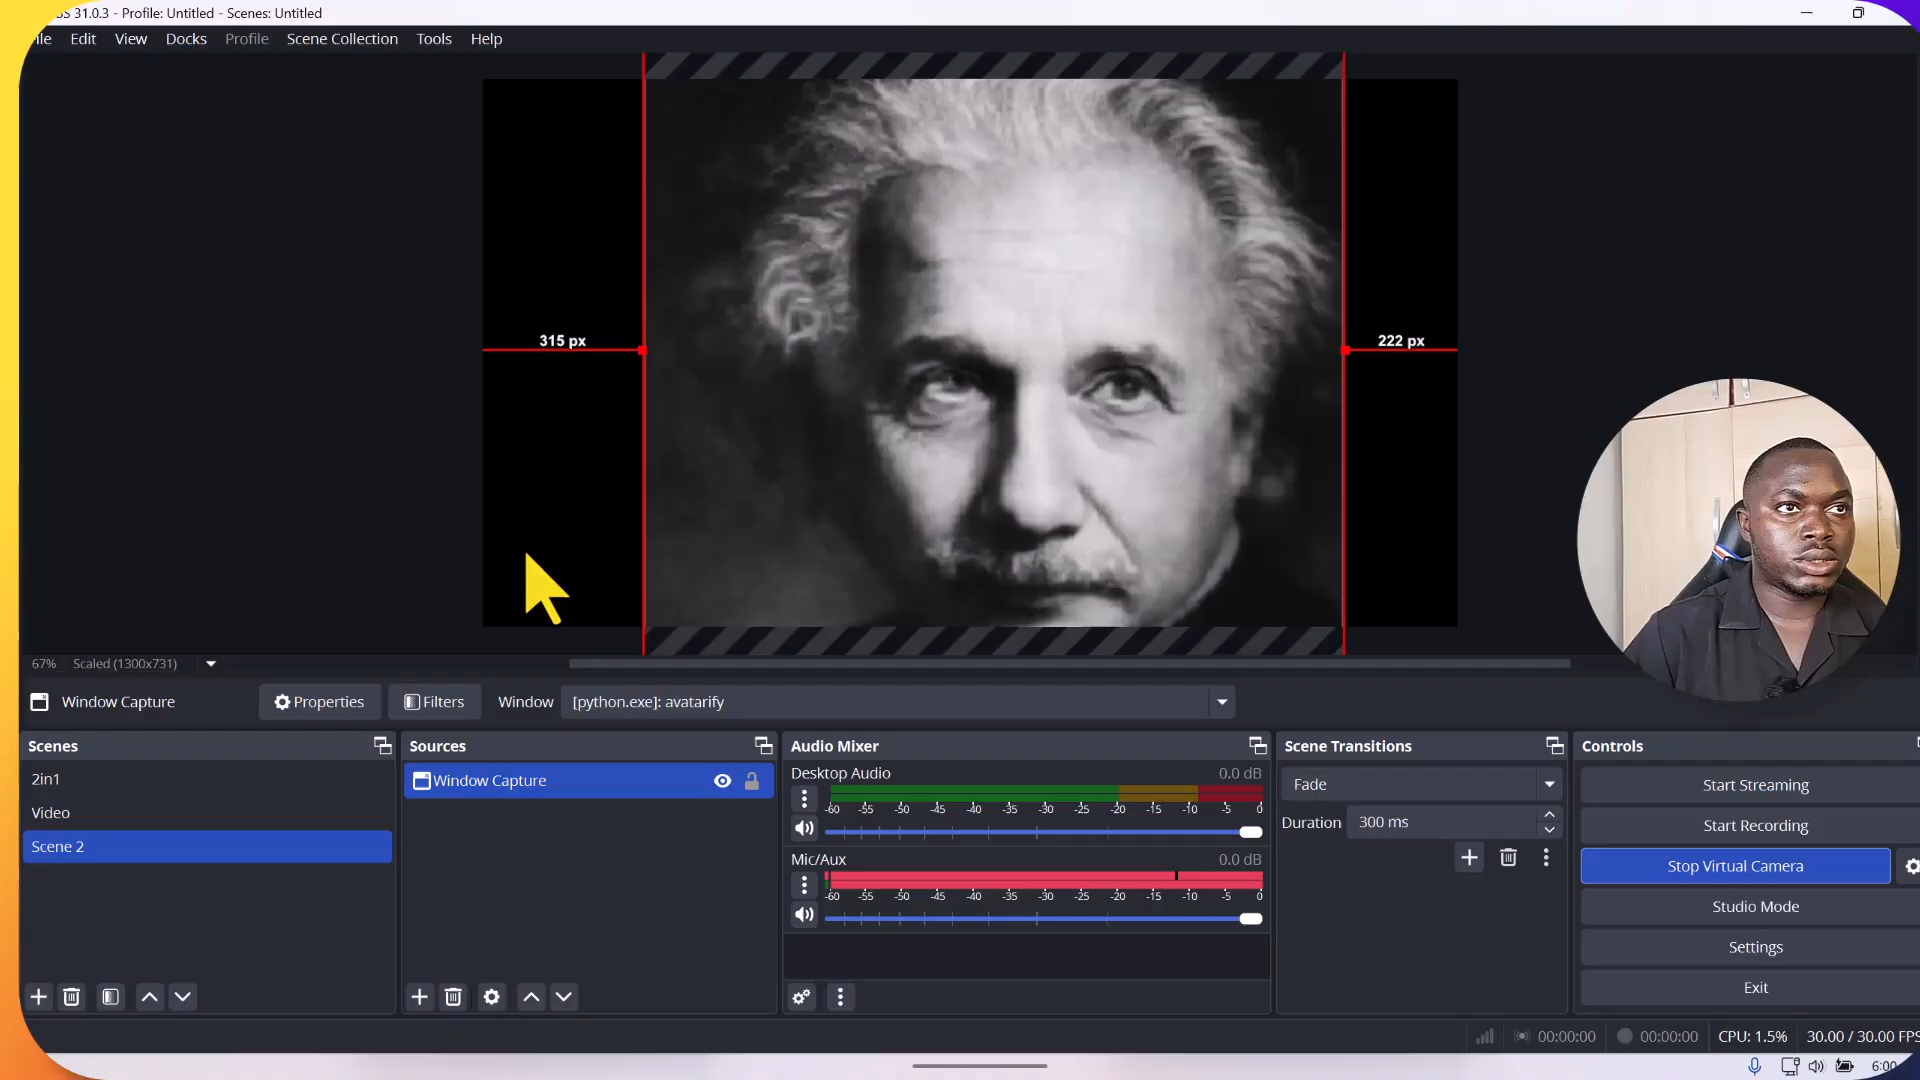 BS 31.0.3 - Profile: Untitled - Scenes: Untitled
ile Edit View Docks Profile Scene Collection Tools Help
315 px
222 px
67% Scaled (1300x731)
Window Capture Properties Filters Window [python.exe]: avatarify
Scenes
2in1
Video
Scene 2
Sources
Window Capture
Audio Mixer
Desktop Audio 0.0 dB
-60 -55 -50 -45 -40 -35 -30 -25 -20 -15 -10 -5 0
Mic/Aux 0.0 dB
-60 -55 -50 -45 -40 -35 -30 -25 -20 -15 -10 -5 0
Scene Transitions
Fade
Duration 300 ms
Controls
Start Streaming
Start Recording
Stop Virtual Camera
Studio Mode
Settings
Exit
00:00:00 00:00:00 CPU: 1.5% 30.00 / 30.00 FPS
6:00